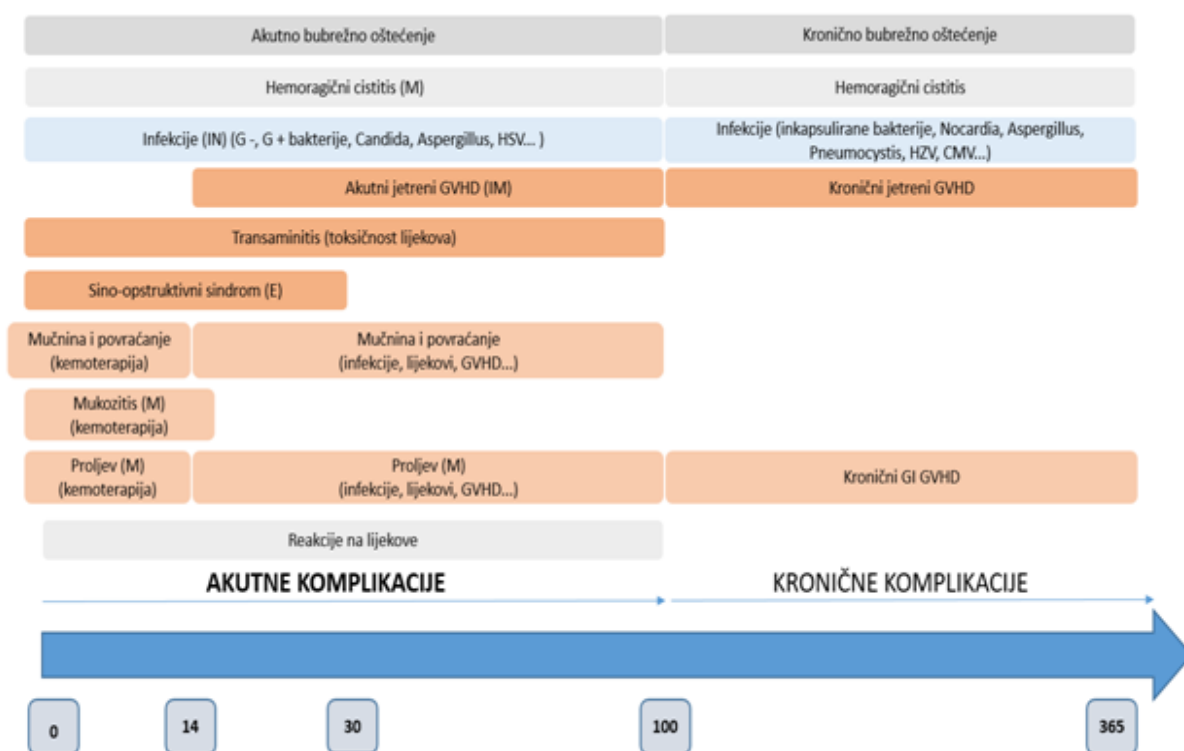 Akutno bubrežno oštećenje
Kronično bubrežno oštećenje
Hemoragični cistitis (M)
Hemoragični cistitis
Infekcije (IN) (G -, G + bakterije, Candida, Aspergillus, HSV... )
Infekcije (inkapsulirane bakterije, Nocardia, Aspergillus,
Pneumocystis, HZV, CMV...)
Akutni jetreni GVHD (IM)
Kronični jetreni GVHD
Transaminitis (toksičnost lijekova)
Sino-opstruktivni sindrom (E)
Mučnina i povraćanje
(kemoterapija)
Mučnina i povraćanje
(infekcije, lijekovi, GVHD...)
Mukozitis (M)
(kemoterapija)
Proljev (M)
(kemoterapija)
Proljev (M)
(infekcije, lijekovi, GVHD...)
Kronični GI GVHD
Reakcije na lijekove
AKUTNE KOMPLIKACIJE
KRONIČNE KOMPLIKACIJE
0
14
30
100
365